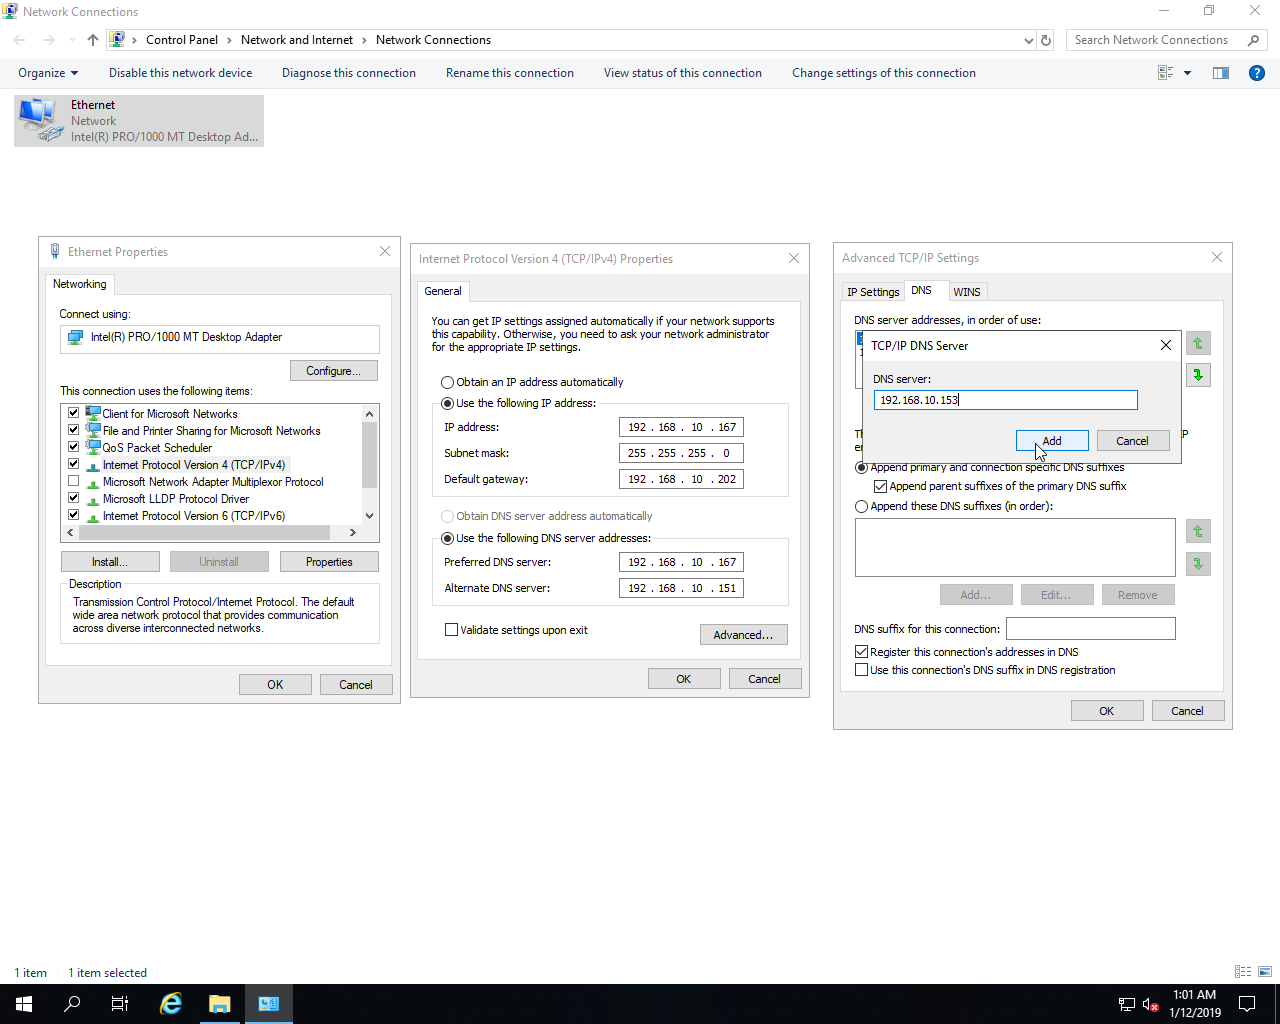 Network Connections
Control Panel
Network and Internet
Network Connections
Search Network Connections
Organize
Disable this network device
Diagnose this connection
Rename this connection
View status of this connection
Change settings of this connection
Ethernet
Network
Intel(R) PRO/1000 MT Desktop Ad...
Ethernet Properties
Networking
Connect using:
Intel(R) PRO/1000 MT Desktop Adapter
Configure...
This connection uses the following items:
Client for Microsoft Networks
File and Printer Sharing for Microsoft Networks
QoS Packet Scheduler
Internet Protocol Version 4 (TCP/IPv4)
Microsoft Network Adapter Multiplexor Protocol
Microsoft LLDP Protocol Driver
Internet Protocol Version 6 (TCP/IPv6)
Install...
Uninstall
Properties
Description
Transmission Control Protocol/Internet Protocol. The default
wide area network protocol that provides communication
across diverse interconnected networks.
OK
Cancel
Internet Protocol Version 4 (TCP/IPv4) Properties
General
You can get IP settings assigned automatically if your network supports
this capability. Otherwise, you need to ask your network administrator
for the appropriate IP settings.
Obtain an IP address automatically
Use the following IP address:
IP address: 192 . 168 . 10 . 167
Subnet mask: 255 . 255 . 255 . 0
Default gateway: 192 . 168 . 10 . 202
Obtain DNS server address automatically
Use the following DNS server addresses:
Preferred DNS server: 192 . 168 . 10 . 167
Alternate DNS server: 192 . 168 . 10 . 151
Validate settings upon exit
Advanced...
OK
Cancel
Advanced TCP/IP Settings
IP Settings
DNS
WINS
DNS server addresses, in order of use:
TCP/IP DNS Server
DNS server:
192.168.10.153
Add
Cancel
Append primary and connection specific DNS suffixes
Append parent suffixes of the primary DNS suffix
Append these DNS suffixes (in order):
Add...
Edit...
Remove
DNS suffix for this connection:
Register this connection's addresses in DNS
Use this connection's DNS suffix in DNS registration
OK
Cancel
1 item
1 item selected
1:01 AM
1/12/2019